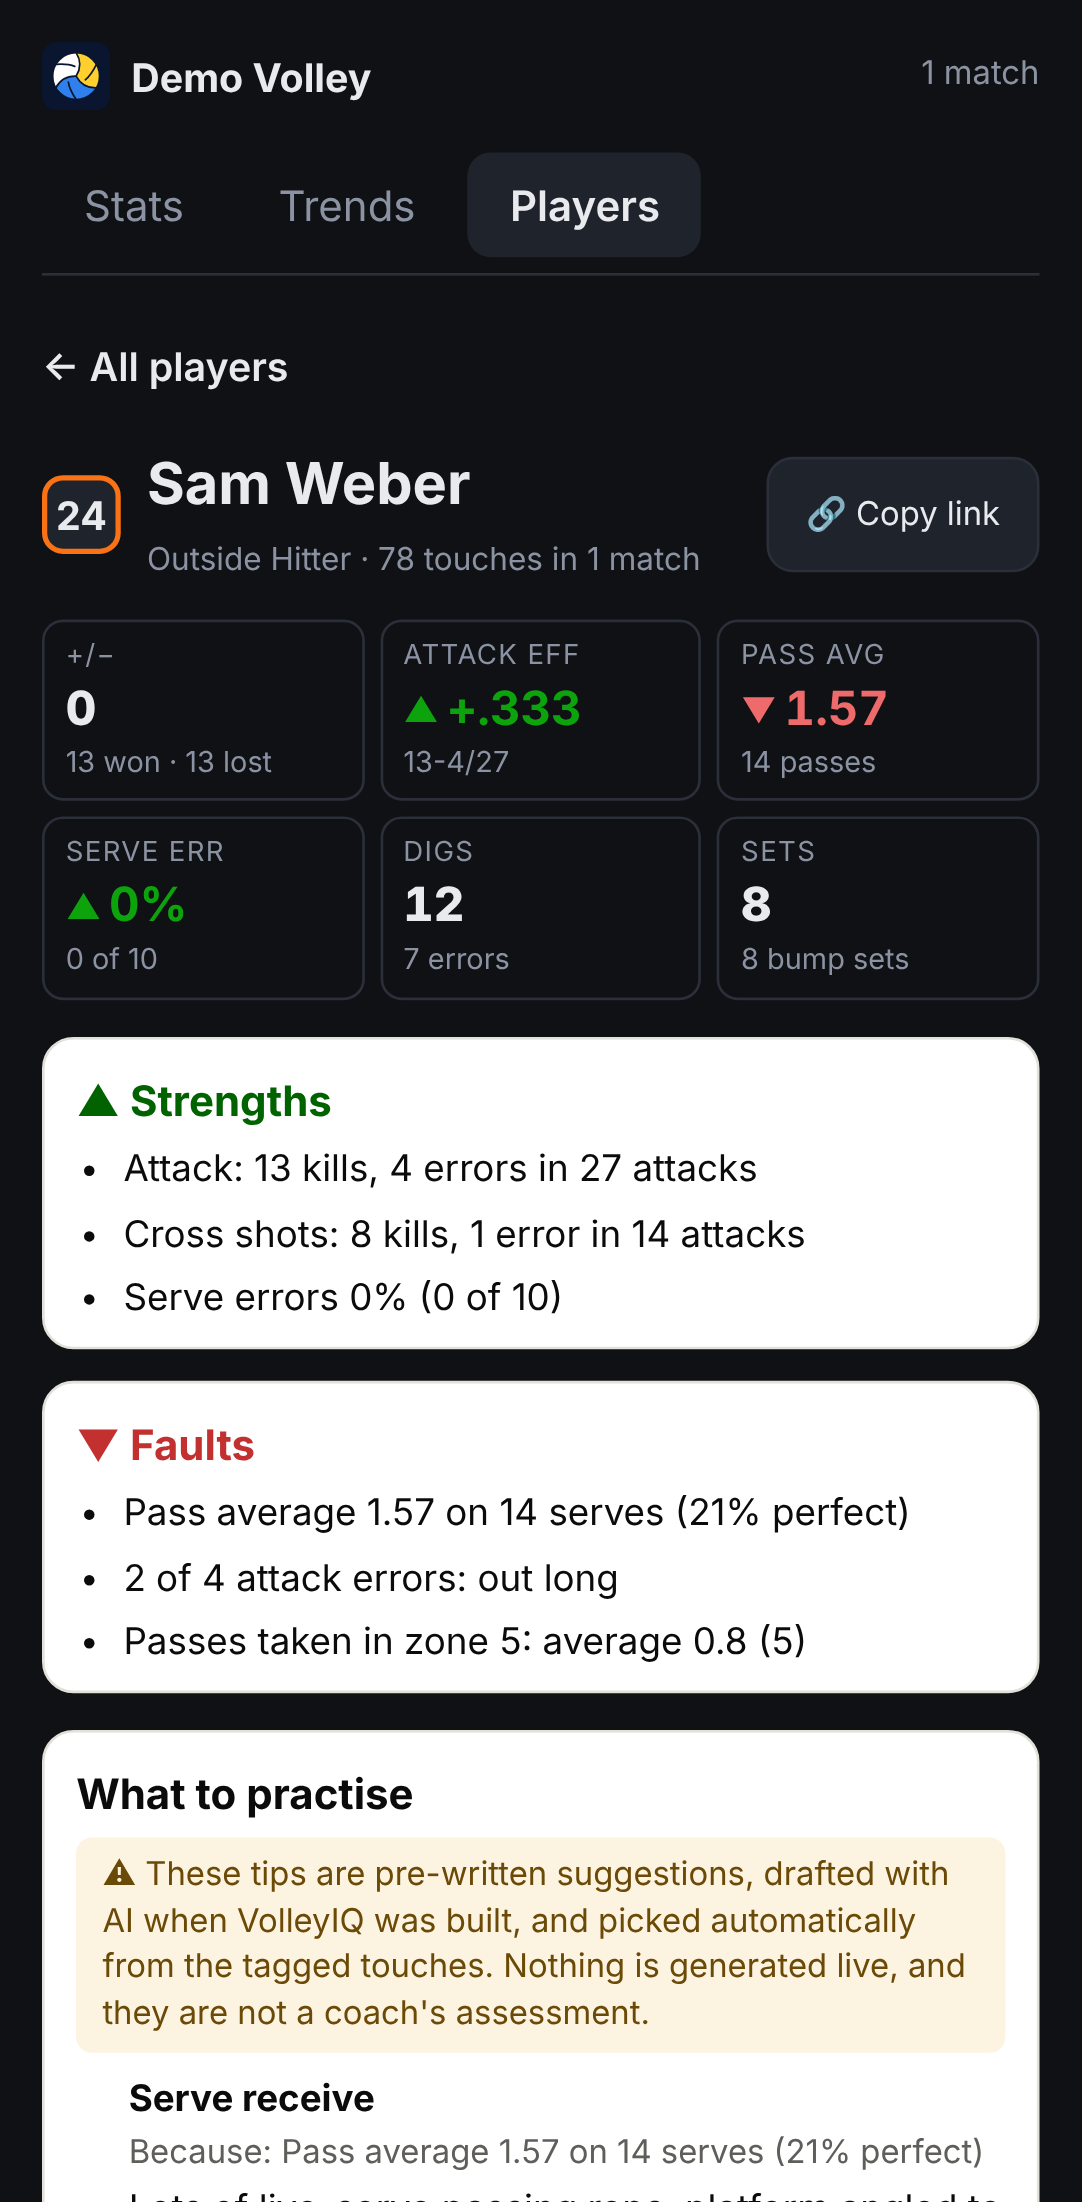 Demo Volley
1 match
Stats Trends Players
← All players
24
Sam Weber
Outside Hitter · 78 touches in 1 match
🔗 Copy link
+/−
0
13 won · 13 lost
ATTACK EFF
▲ +.333
13-4/27
PASS AVG
▼ 1.57
14 passes
SERVE ERR
▲ 0%
0 of 10
DIGS
12
7 errors
SETS
8
8 bump sets
▲ Strengths
• Attack: 13 kills, 4 errors in 27 attacks
• Cross shots: 8 kills, 1 error in 14 attacks
• Serve errors 0% (0 of 10)
▼ Faults
• Pass average 1.57 on 14 serves (21% perfect)
• 2 of 4 attack errors: out long
• Passes taken in zone 5: average 0.8 (5)
What to practise
⚠ These tips are pre-written suggestions, drafted with
AI when VolleyIQ was built, and picked automatically
from the tagged touches. Nothing is generated live, and
they are not a coach's assessment.
Serve receive
Because: Pass average 1.57 on 14 serves (21% perfect)